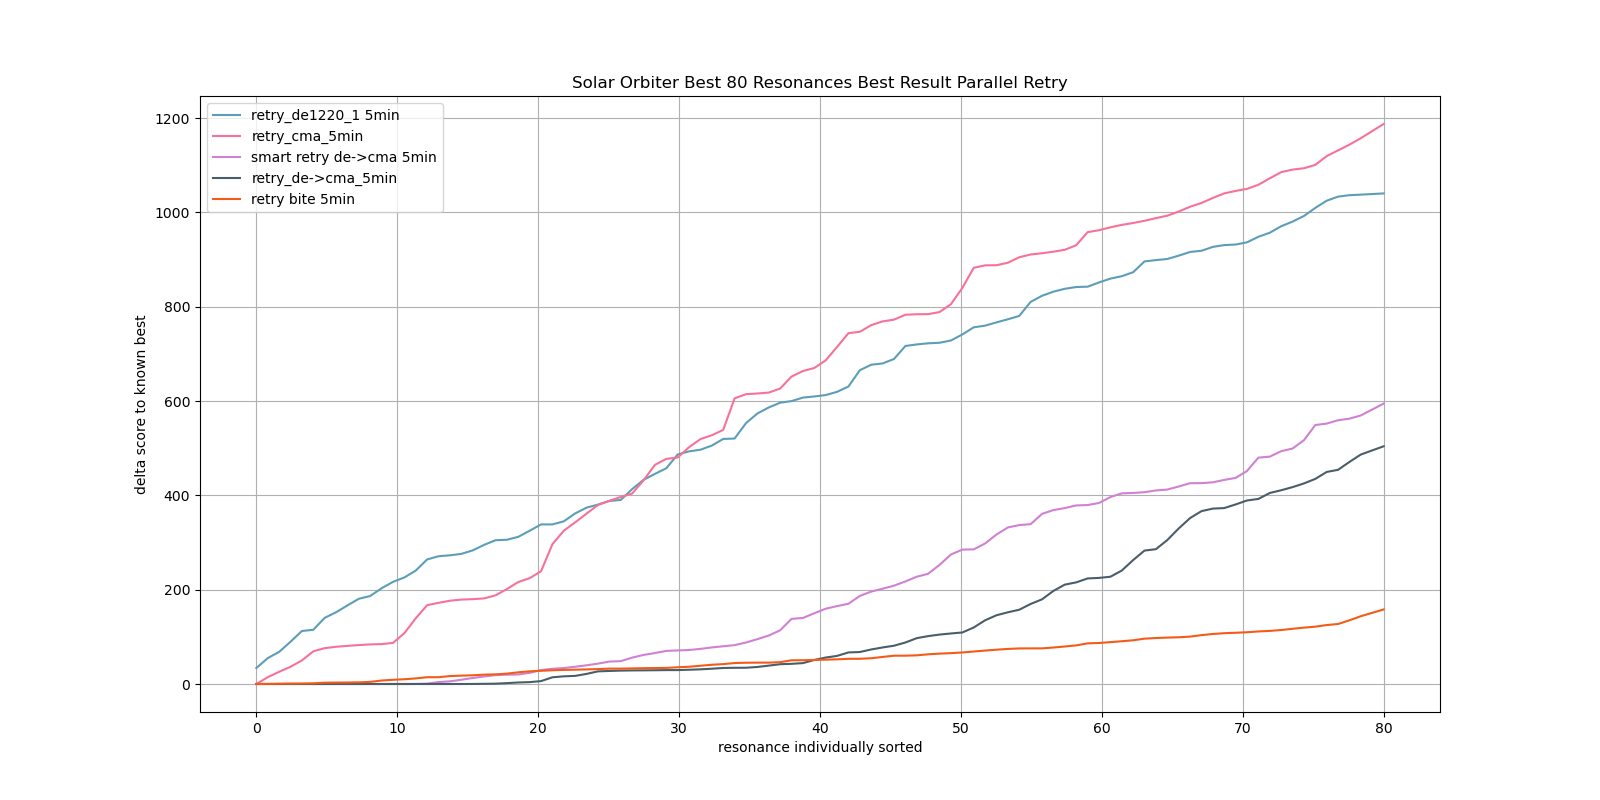 Solar Orbiter Best 80 Resonances Best Result Parallel Retry
retry_de1220_1 5min
retry_cma_5min
smart retry de->cma 5min
retry_de->cma_5min
retry bite 5min
delta score to known best
1200
1000
800
600
400
200
0
0 10 20 30 40 50 60 70 80
resonance individually sorted